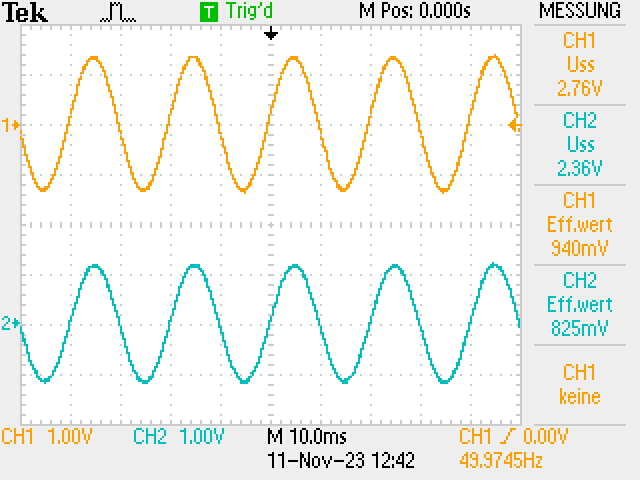 Tek T Trig'd M Pos: 0.000s MESSUNG
CH1
Uss
2.76V
CH2
Uss
2.36V
CH1
Eff.wert
940mV
CH2
Eff.wert
825mV
CH1
keine
1
2
CH1 1.00V CH2 1.00V M 10.0ms CH1 0.00V
11-Nov-23 12:42 49.9745Hz